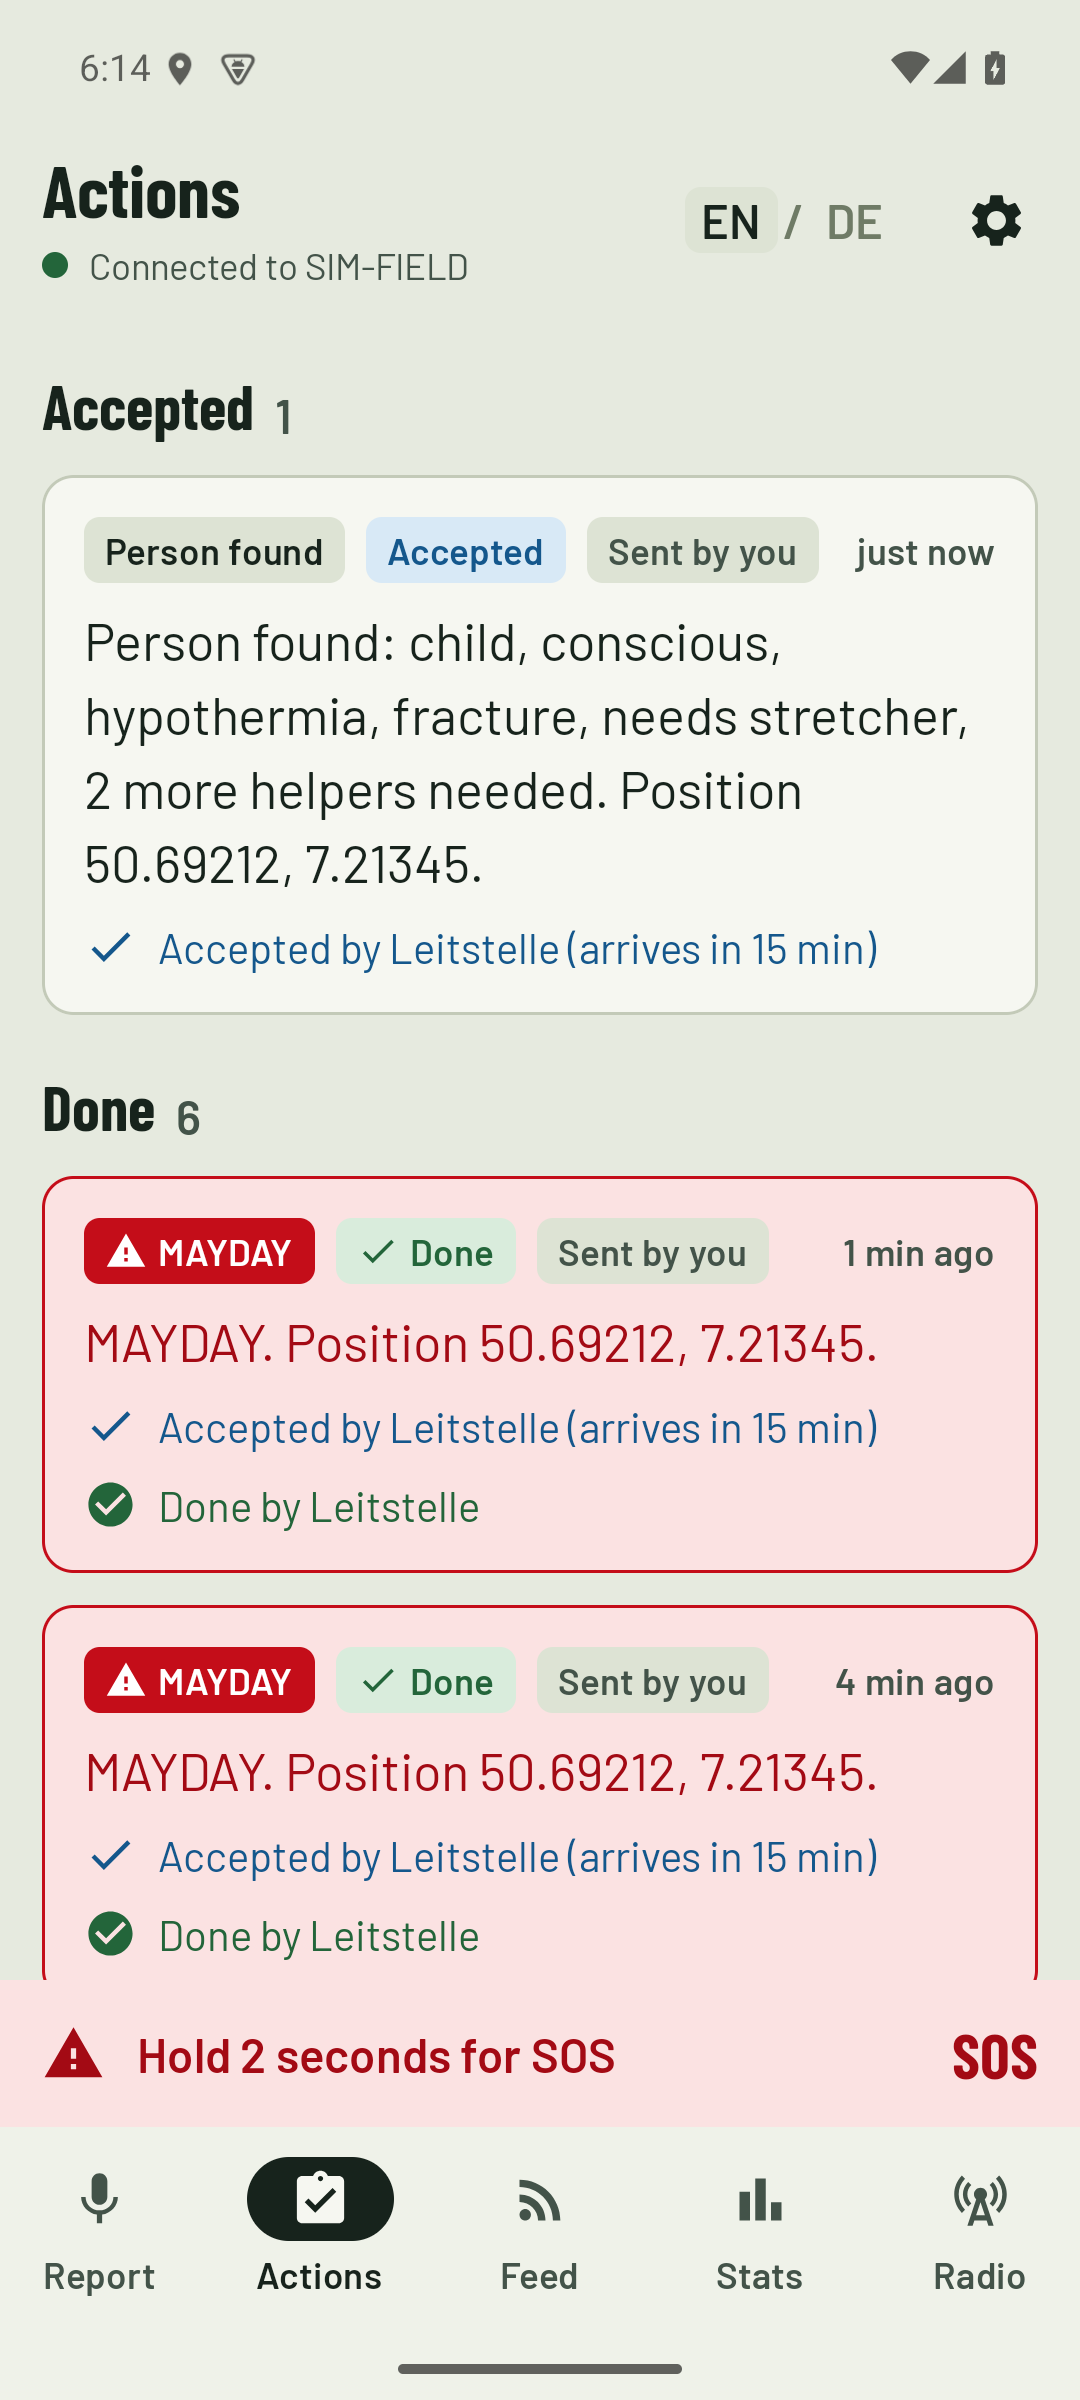 6:14
Actions
EN / DE
Connected to SIM-FIELD
Accepted 1
Person found Accepted Sent by you just now
Person found: child, conscious,
hypothermia, fracture, needs stretcher,
2 more helpers needed. Position
50.69212, 7.21345.
Accepted by Leitstelle (arrives in 15 min)
Done 6
MAYDAY Done Sent by you 1 min ago
MAYDAY. Position 50.69212, 7.21345.
Accepted by Leitstelle (arrives in 15 min)
Done by Leitstelle
MAYDAY Done Sent by you 4 min ago
MAYDAY. Position 50.69212, 7.21345.
Accepted by Leitstelle (arrives in 15 min)
Done by Leitstelle
Hold 2 seconds for SOS SOS
Report Actions Feed Stats Radio